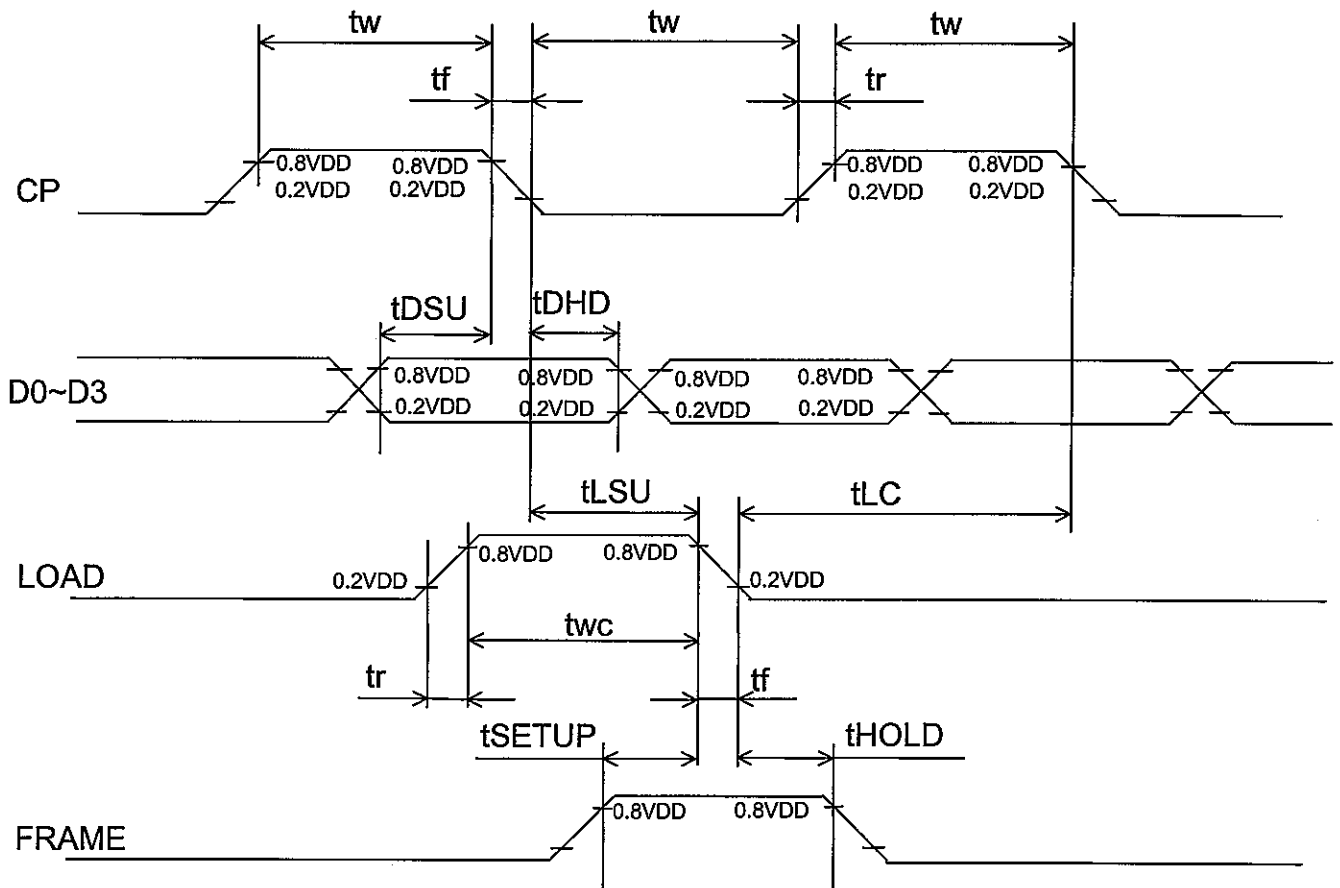 tw tw tw
tf tr
0.8VDD 0.8VDD 0.8VDD 0.8VDD
CP 0.2VDD 0.2VDD 0.2VDD 0.2VDD
tDSU tDHD
0.8VDD 0.8VDD 0.8VDD 0.8VDD
D0~D3
0.2VDD 0.2VDD 0.2VDD 0.2VDD
tLSU tLC
0.8VDD 0.8VDD
LOAD 0.2VDD 0.2VDD
twc
tr tf
tSETUP tHOLD
0.8VDD 0.8VDD
FRAME